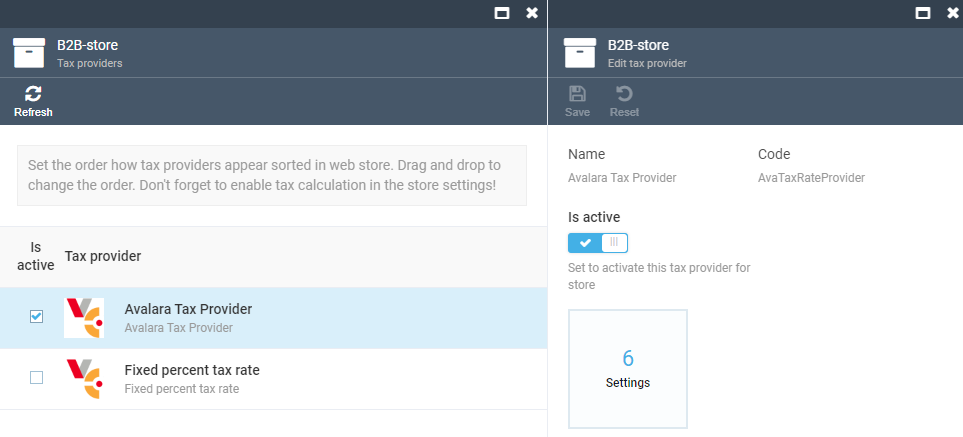 B2B-store
Tax providers
Refresh
Set the order how tax providers appear sorted in web store. Drag and drop to
change the order. Don't forget to enable tax calculation in the store settings!
Is
active
Tax provider
Avalara Tax Provider
Avalara Tax Provider
Fixed percent tax rate
Fixed percent tax rate
B2B-store
Edit tax provider
Save
Reset
Name
Code
Avalara Tax Provider
AvaTaxRateProvider
Is active
Set to activate this tax provider for
store
6
Settings